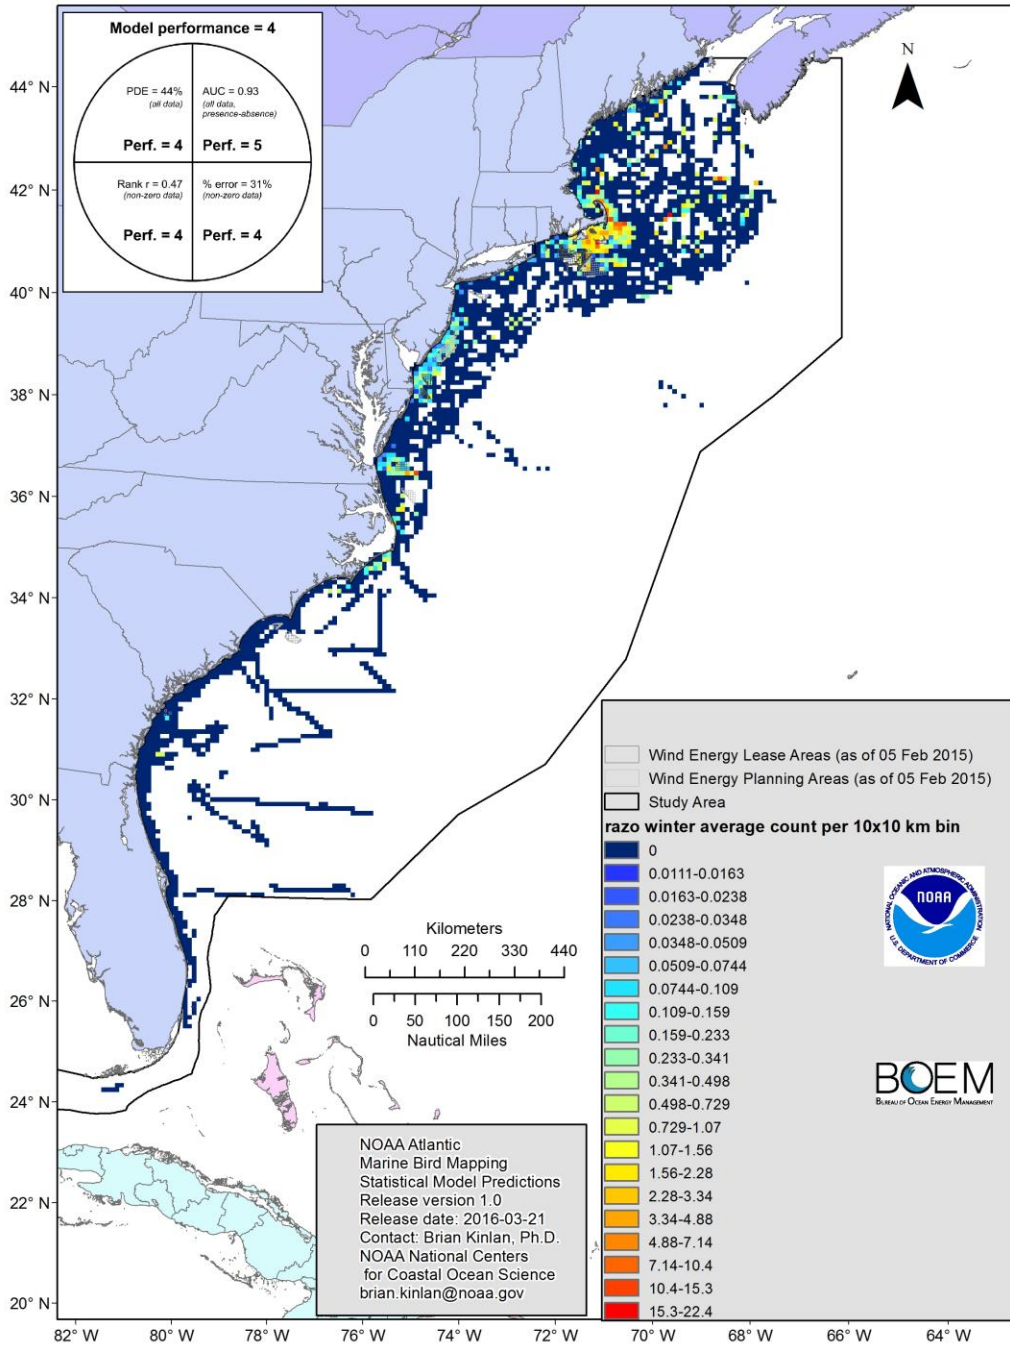 Model performance = 4
PDE = 44%
(all data)
AUC = 0.93
(all data,
presence-absence)
Perf. = 4
Perf. = 5
Rank r = 0.47
(non-zero data)
% error = 31%
(non-zero data)
Perf. = 4
Perf. = 4
N
44° N
42° N
40° N
38° N
36° N
34° N
32° N
30° N
28° N
26° N
24° N
22° N
20° N
Kilometers
0 110 220 330 440
0 50 100 150 200
Nautical Miles
Wind Energy Lease Areas (as of 05 Feb 2015)
Wind Energy Planning Areas (as of 05 Feb 2015)
Study Area
razo winter average count per 10x10 km bin
0
0.0111-0.0163
0.0163-0.0238
0.0238-0.0348
0.0348-0.0509
0.0509-0.0744
0.0744-0.109
0.109-0.159
0.159-0.233
0.233-0.341
0.341-0.498
0.498-0.729
0.729-1.07
1.07-1.56
1.56-2.28
2.28-3.34
3.34-4.88
4.88-7.14
7.14-10.4
10.4-15.3
15.3-22.4
NATIONAL OCEANIC AND ATMOSPHERIC ADMINISTRATION
NOAA
U.S. DEPARTMENT OF COMMERCE
BOEM
BUREAU OF OCEAN ENERGY MANAGEMENT
NOAA Atlantic
Marine Bird Mapping
Statistical Model Predictions
Release version 1.0
Release date: 2016-03-21
Contact: Brian Kinlan, Ph.D.
NOAA National Centers
for Coastal Ocean Science
brian.kinlan@noaa.gov
82° W 80° W 78° W 76° W 74° W 72° W 70° W 68° W 66° W 64° W